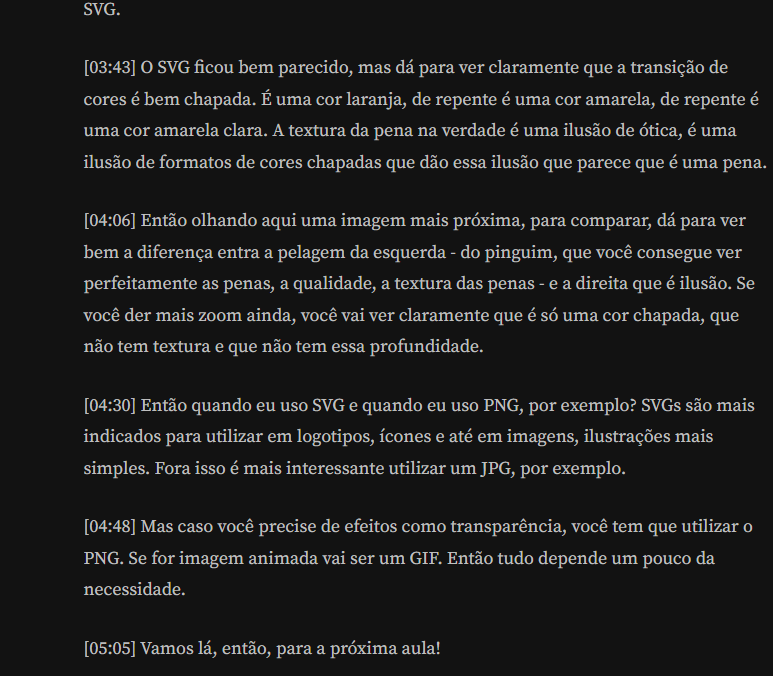 SVG.
[03:43] O SVG ficou bem parecido, mas dá para ver claramente que a transição de
cores é bem chapada. É uma cor laranja, de repente é uma cor amarela, de repente é
uma cor amarela clara. A textura da pena na verdade é uma ilusão de ótica, é uma
ilusão de formatos de cores chapadas que dão essa ilusão que parece que é uma pena.
[04:06] Então olhando aqui uma imagem mais próxima, para comparar, dá para ver
bem a diferença entra a pelagem da esquerda - do pinguim, que você consegue ver
perfeitamente as penas, a qualidade, a textura das penas - e a direita que é ilusão. Se
você der mais zoom ainda, você vai ver claramente que é só uma cor chapada, que
não tem textura e que não tem essa profundidade.
[04:30] Então quando eu uso SVG e quando eu uso PNG, por exemplo? SVGs são mais
indicados para utilizar em logotipos, ícones e até em imagens, ilustrações mais
simples. Fora isso é mais interessante utilizar um JPG, por exemplo.
[04:48] Mas caso você precise de efeitos como transparência, você tem que utilizar o
PNG. Se for imagem animada vai ser um GIF. Então tudo depende um pouco da
necessidade.
[05:05] Vamos lá, então, para a próxima aula!